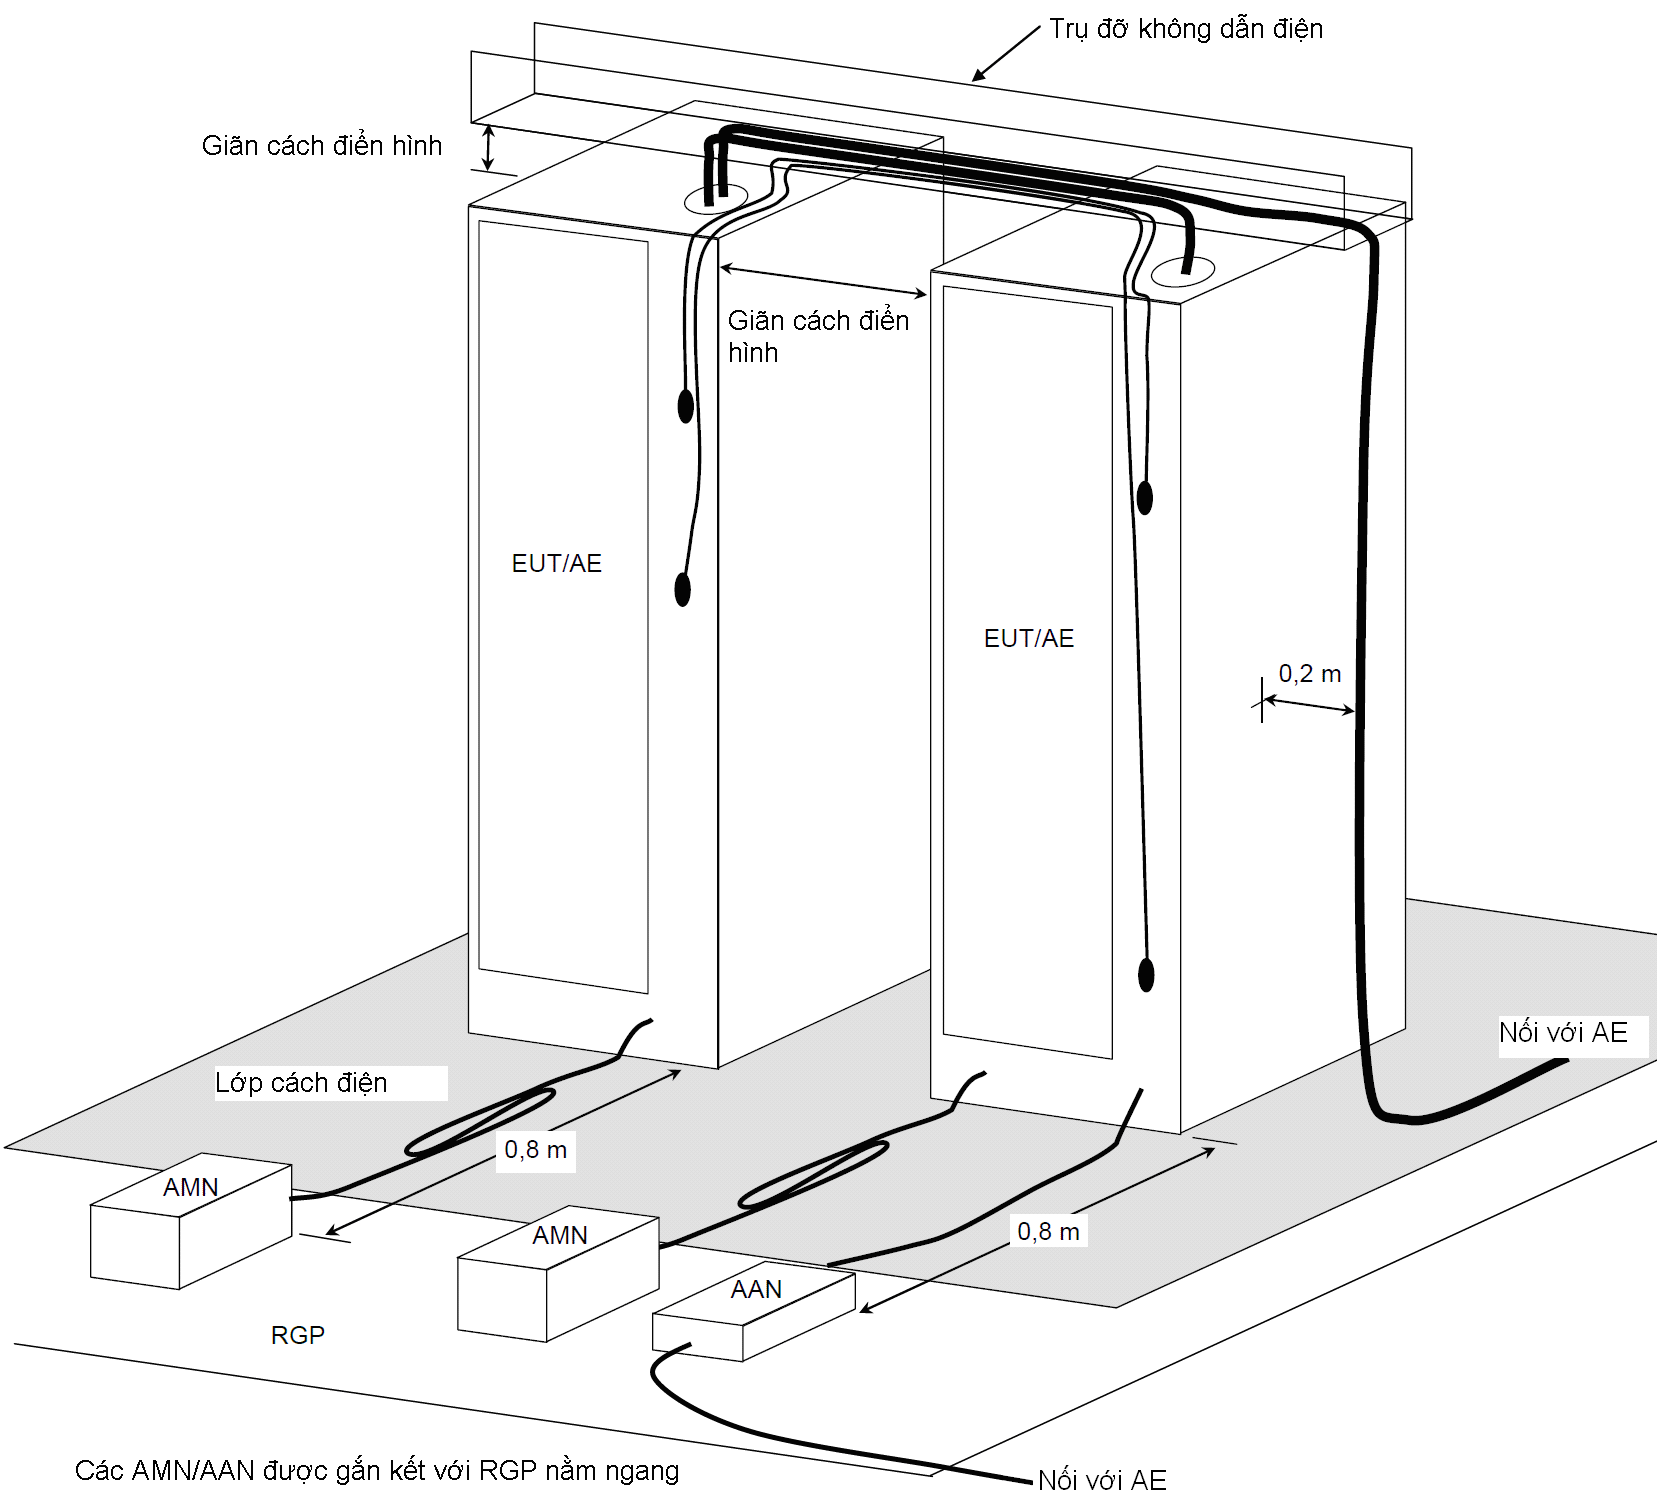 Trụ đỡ không dẫn điện
Giãn cách điển hình
Giãn cách điển
hình
EUT/AE
EUT/AE
0,2 m
Nối với AE
Lớp cách điện
0,8 m
AMN
AMN
0,8 m
AAN
RGP
Các AMN/AAN được gắn kết với RGP nằm ngang
Nối với AE